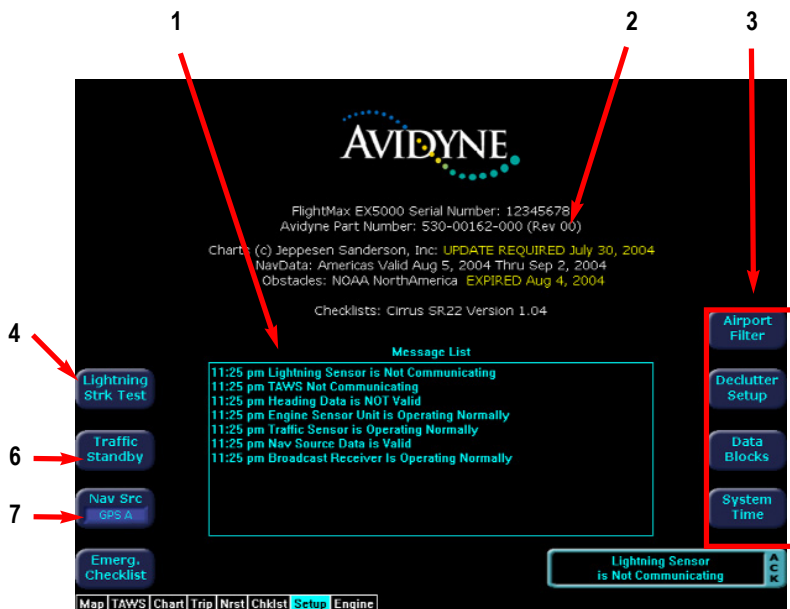 1 2 3
AVIDYNE
FlightMax EX5000 Serial Number: 12345678
Avidyne Part Number: 530-00162-000 (Rev 00)
Charts (c) Jeppesen Sanderson, Inc: UPDATE REQUIRED July 30, 2004
NavData: Americas Valid Aug 5, 2004 Thru Sep 2, 2004
Obstacles: NOAA NorthAmerica EXPIRED Aug 4, 2004
Checklists: Cirrus SR22 Version 1.04
Message List
11:25 pm Lightning Sensor is Not Communicating
11:25 pm TAWS Not Communicating
11:25 pm Heading Data is NOT Valid
11:25 pm Engine Sensor Unit is Operating Normally
11:25 pm Traffic Sensor is Operating Normally
11:25 pm Nav Source Data is Valid
11:25 pm Broadcast Receiver Is Operating Normally
4
Lightning
Strk Test
6
Traffic
Standby
7
Nav Src
GPS A
Emerg.
Checklist
Airport
Filter
Declutter
Setup
Data
Blocks
System
Time
Lightning Sensor
is Not Communicating
ACK
Map TAWS Chart Trip Nrst Chklst Setup Engine